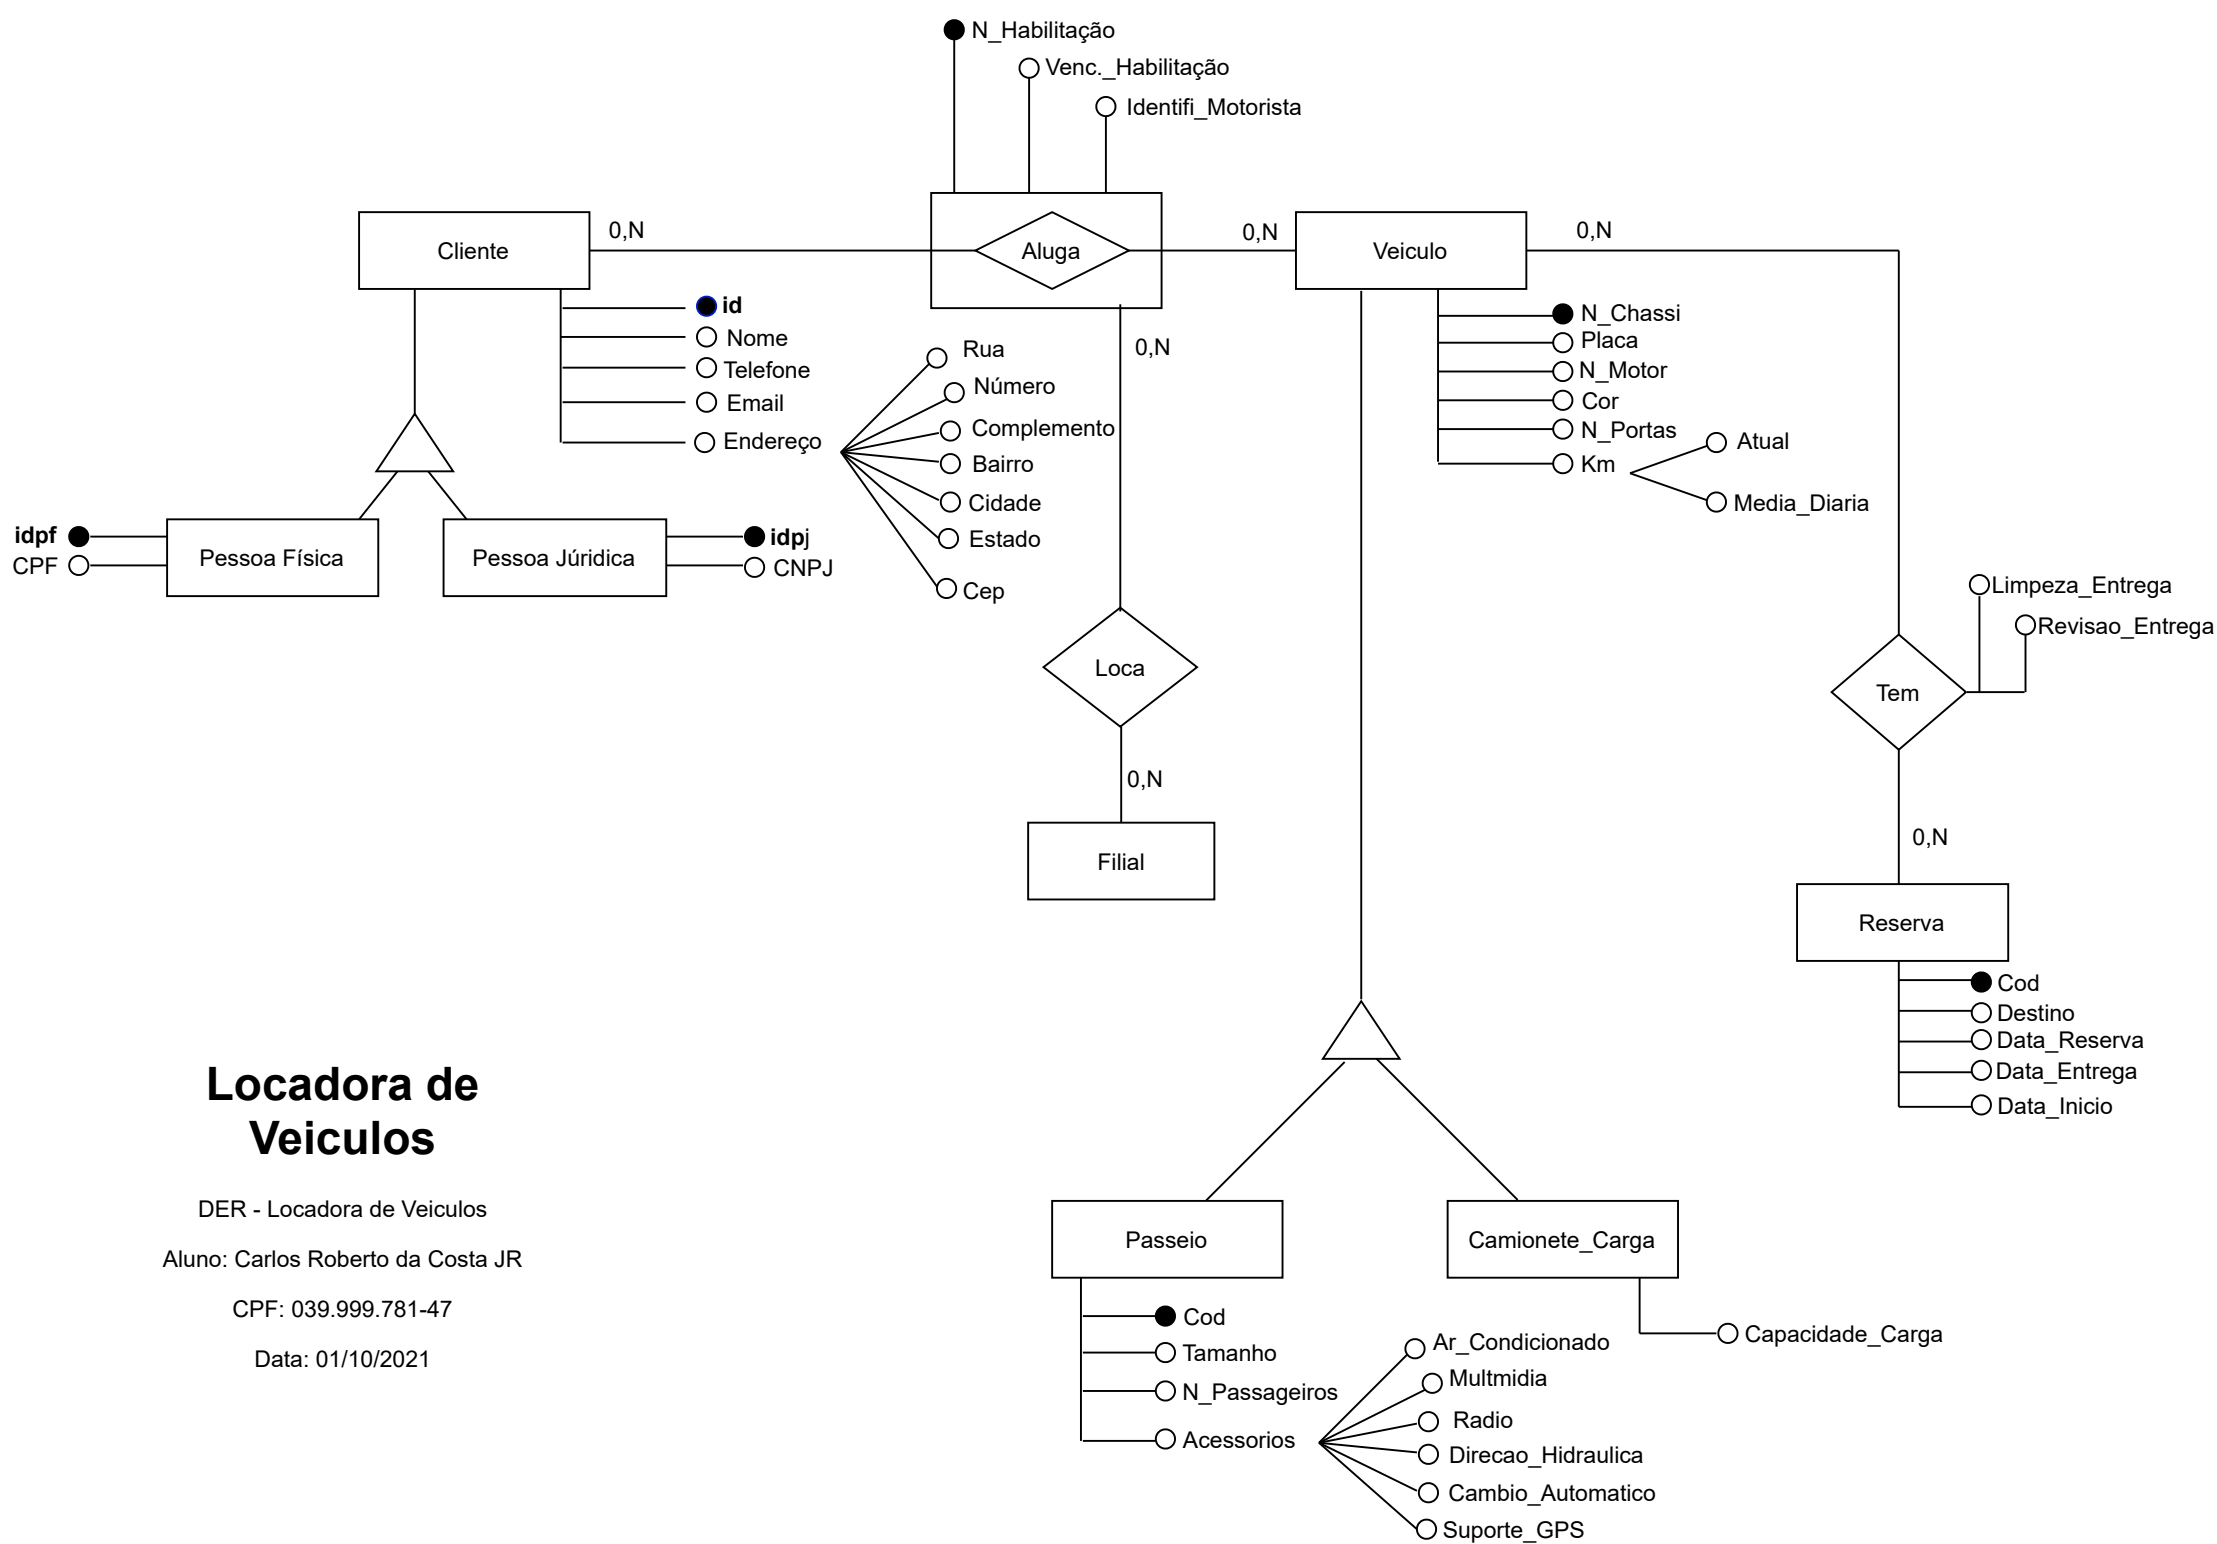 N_Habilitação
Venc._Habilitação
Identifi_Motorista
Cliente
0,N
Aluga
0,N
Veiculo
0,N
id
Nome
Telefone
Email
Endereço
Rua
Número
Complemento
Bairro
Cidade
Estado
Cep
0,N
N_Chassi
Placa
N_Motor
Cor
N_Portas
Km
Atual
Media_Diaria
idpf
CPF
Pessoa Física
Pessoa Júridica
idpj
CNPJ
Limpeza_Entrega
Revisao_Entrega
Loca
Tem
0,N
Filial
0,N
Reserva
Cod
Destino
Data_Reserva
Data_Entrega
Data_Inicio
Locadora de
Veiculos
DER - Locadora de Veiculos
Aluno: Carlos Roberto da Costa JR
CPF: 039.999.781-47
Data: 01/10/2021
Passeio
Camionete_Carga
Cod
Tamanho
N_Passageiros
Acessorios
Ar_Condicionado
Multmidia
Radio
Direcao_Hidraulica
Cambio_Automatico
Suporte_GPS
Capacidade_Carga